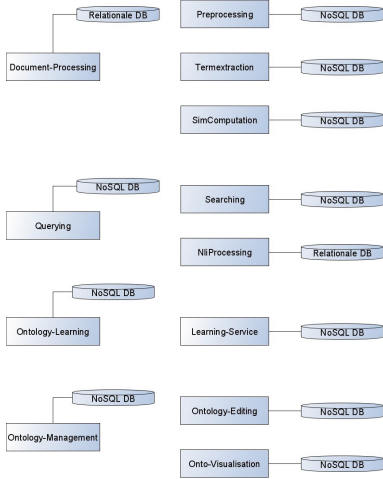 Relationale DB
Preprocessing
NoSQL DB
Document-Processing
Termextraction
NoSQL DB
SimComputation
NoSQL DB
NoSQL DB
Searching
NoSQL DB
Querying
NliProcessing
Relationale DB
NoSQL DB
Ontology-Learning
Learning-Service
NoSQL DB
NoSQL DB
Ontology-Editing
NoSQL DB
Ontology-Management
Onto-Visualisation
NoSQL DB